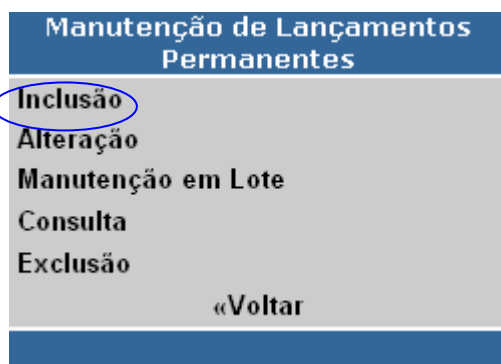 Manutenção de Lançamentos
Permanentes
Inclusão
Alteração
Manutenção em Lote
Consulta
Exclusão
«Voltar